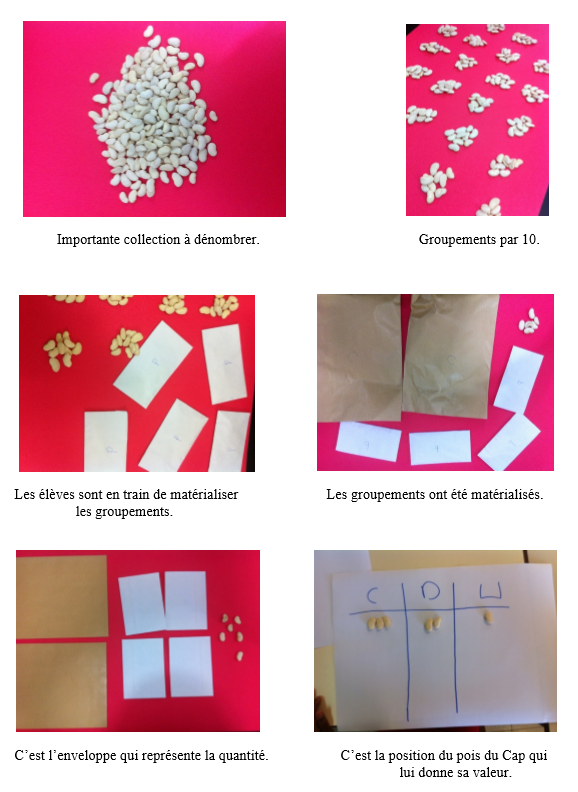 Importante collection à dénombrer.
Groupements par 10.
Les élèves sont en train de matérialiser
les groupements.
Les groupements ont été matérialisés.
C D U
C’est l’enveloppe qui représente la quantité.
C’est la position du pois du Cap qui
lui donne sa valeur.